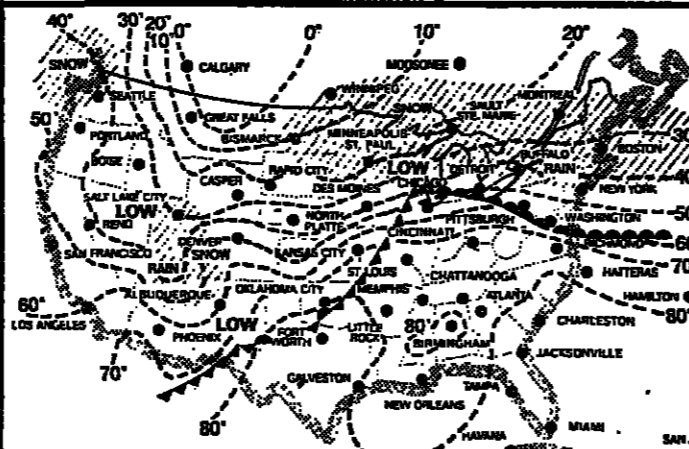 40° 30' 20° 10° 0° 0° 10° 20°
SNOW
CALGARY
MOOSONEE
SEATTLE
WINNIPEG
SNOW
SAULT
STE. MARIE
MONTREAL
50°
PORTLAND
GREAT FALLS
BISMARCK
MINNEAPOLIS
ST. PAUL
BUFFALO
BOSTON
30
BOISE
RAPID CITY
LOW
DETROIT
RAIN
40
CASPER
DES MOINES
CHICAGO
NEW YORK
SALT LAKE CITY
LOW
NORTH
PLATTE
PITTSBURGH
WASHINGTON
50
RENO
CINCINNATI
RICHMOND
60°
SAN FRANCISCO
DENVER
SNOW
KANSAS CITY
ST. LOUIS
CHATTANOOGA
HATTERAS
70
RAIN
ALBUQUERQUE
OKLAHOMA CITY
MEMPHIS
ATLANTA
HAMILTON
60°
LOS ANGELES
PHOENIX
LOW
FORT
WORTH
LITTLE
ROCK
80°
BIRMINGHAM
CHARLESTON
80°
70°
GALVESTON
JACKSONVILLE
80°
NEW ORLEANS
TAMPA
HAVANA
MIAMI
SAN